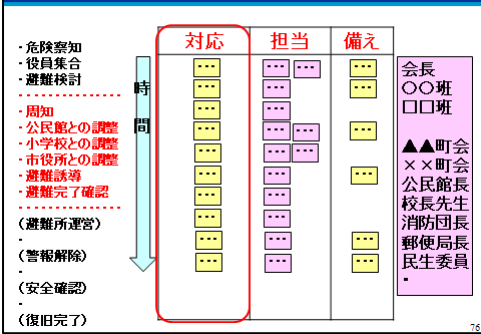 対応
担当
備え
・危険察知
・役員集合
・避難検討
・周知
・公民館との調整
・小学校との調整
・市役所との調整
・避難誘導
・避難完了確認
(避難所運営)
・
(警報解除)
・
(安全確認)
・
(復旧完了)
時
間
… … …
… …
… … …
…
… …
… … …
… … …
… … …
… …
… …
… … …
… … …
会長
〇〇班
□□班
▲▲町会
××町会
公民館長
校長先生
消防団長
郵便局長
民生委員
・
76